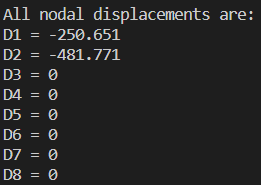 All nodal displacements are:
D1 = -250.651
D2 = -481.771
D3 = 0
D4 = 0
D5 = 0
D6 = 0
D7 = 0
D8 = 0